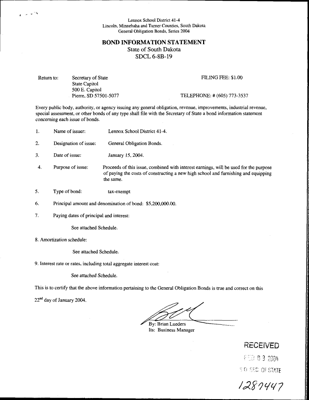 Lennox School District 41-4
Lincoln, Minnehaha and Turner Counties, South Dakota
General Obligation Bonds, Series 2004
BOND INFORMATION STATEMENT
State of South Dakota
SDCL 6-8B-19
Return to: Secretary of State FILING FEE: $1.00
State Capitol
500 E. Capitol
Pierre, SD 57501-5077 TELEPHONE: # (605) 773-3537
Every public body, authority, or agency issuing any general obligation, revenue, improvements, industrial revenue,
special assessment, or other bonds of any type shall file with the Secretary of State a bond information statement
concerning each issue of bonds.
1. Name of issuer: Lennox School District 41-4.
2. Designation of issue: General Obligation Bonds.
3. Date of issue: January 15, 2004.
4. Purpose of issue: Proceeds of this issue, combined with interest earnings, will be used for the purpose
of paying the costs of constructing a new high school and furnishing and equipping
the same.
5. Type of bond: tax-exempt
6. Principal amount and denomination of bond: $5,200,000.00
7. Paying dates of principal and interest:
See attached Schedule.
8. Amortization schedule:
See attached Schedule.
9. Interest rate or rates, including total aggregate interest cost:
See attached Schedule.
This is to certify that the above information pertaining to the General Obligation Bonds is true and correct on this
22nd day of January 2004.
By: Brian Lueders
Its: Business Manager
RECEIVED
FEB 03 2004
S.D. SEC. OF STATE
1289447